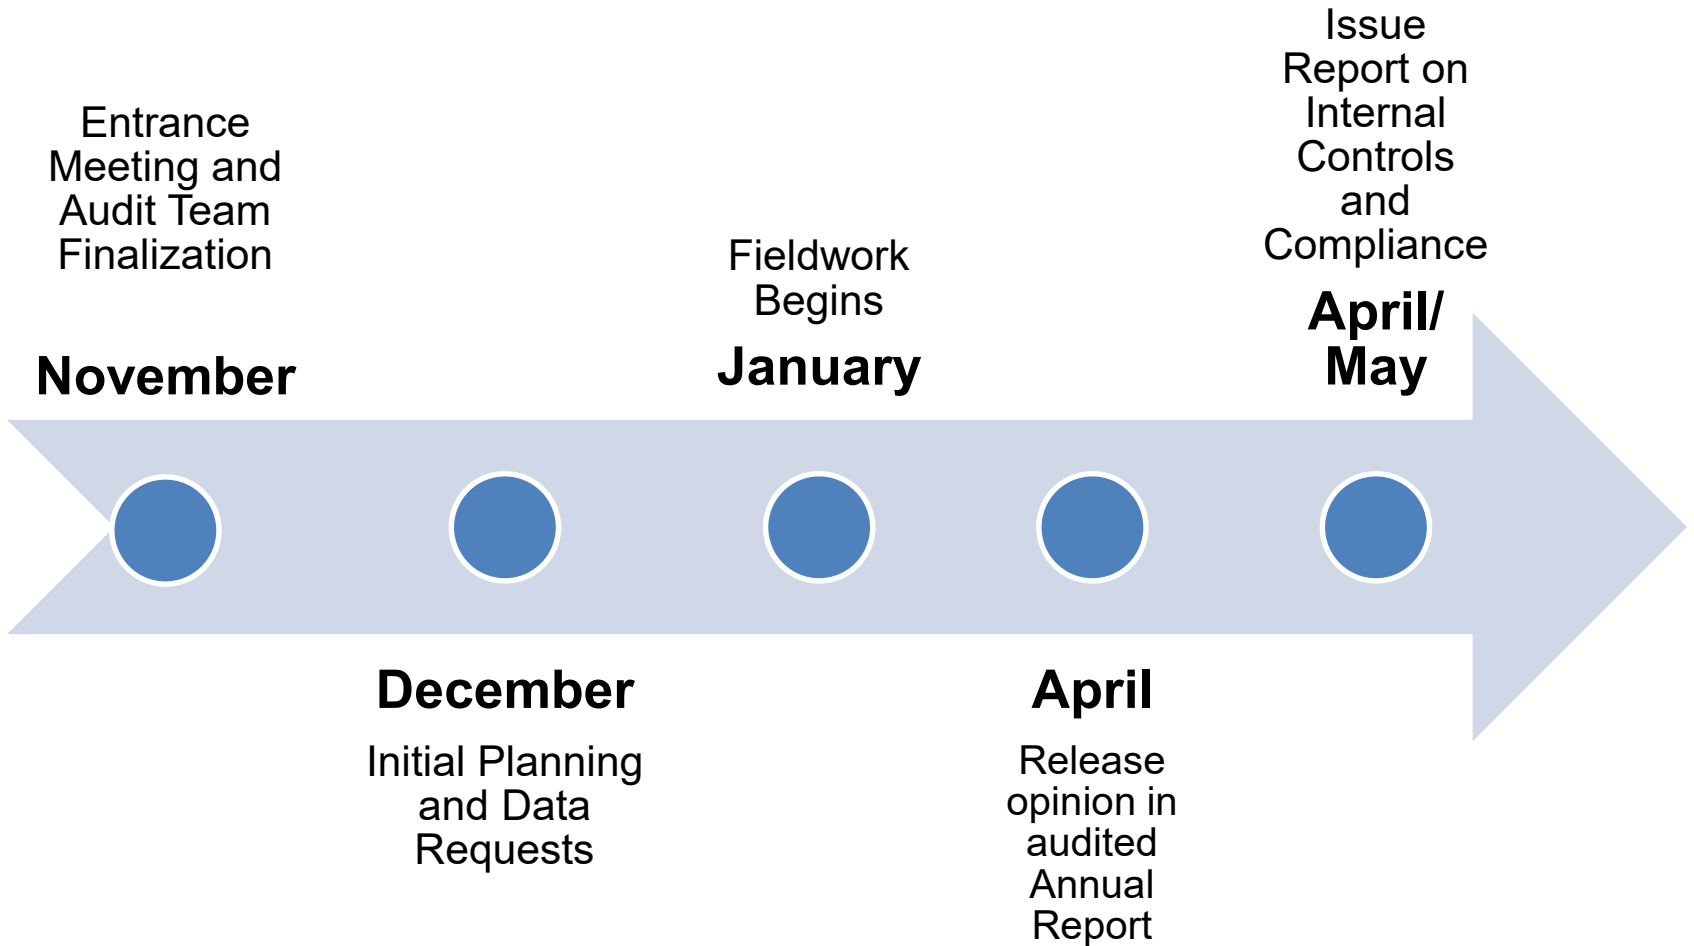 Entrance
Meeting and
Audit Team
Finalization
November
December
Initial Planning
and Data
Requests
Fieldwork
Begins
January
April
Release
opinion in
audited
Annual
Report
Issue
Report on
Internal
Controls
and
Compliance
April/
May